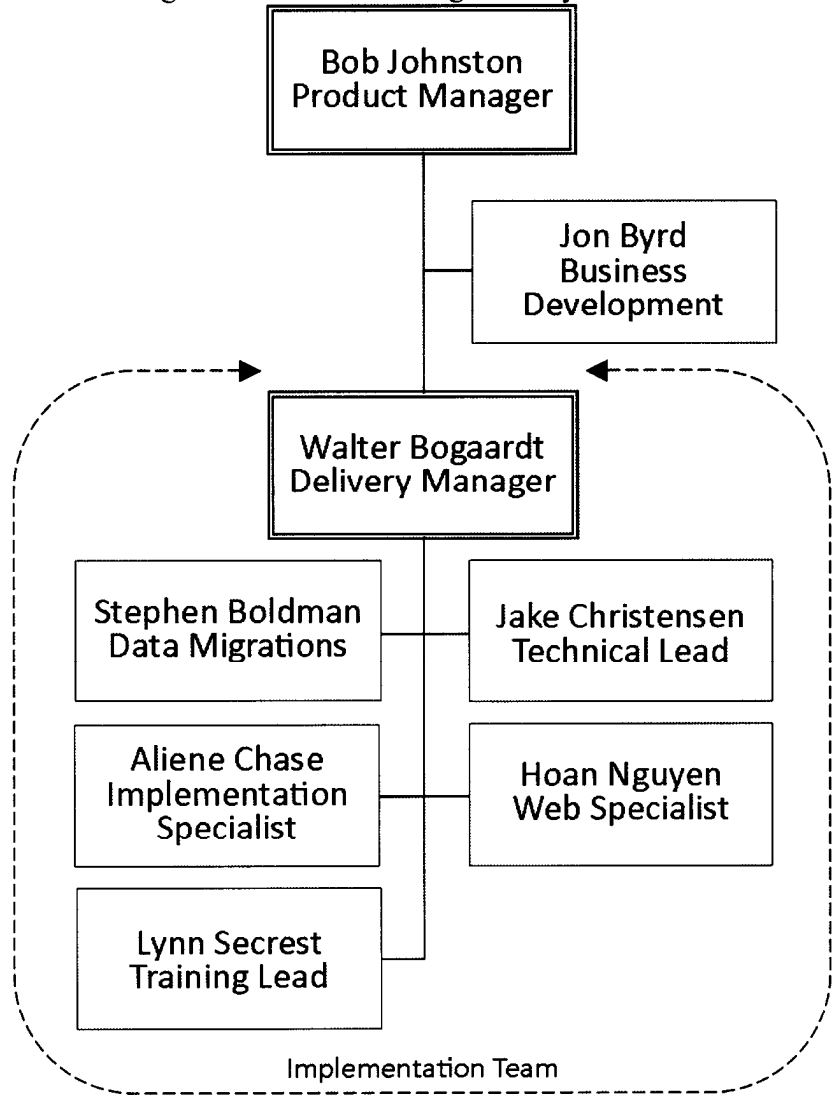 Bob Johnston
Product Manager
Jon Byrd
Business
Development
Walter Bogaardt
Delivery Manager
Stephen Boldman
Data Migrations
Jake Christensen
Technical Lead
Aliene Chase
Implementation
Specialist
Hoan Nguyen
Web Specialist
Lynn Secrest
Training Lead
Implementation Team